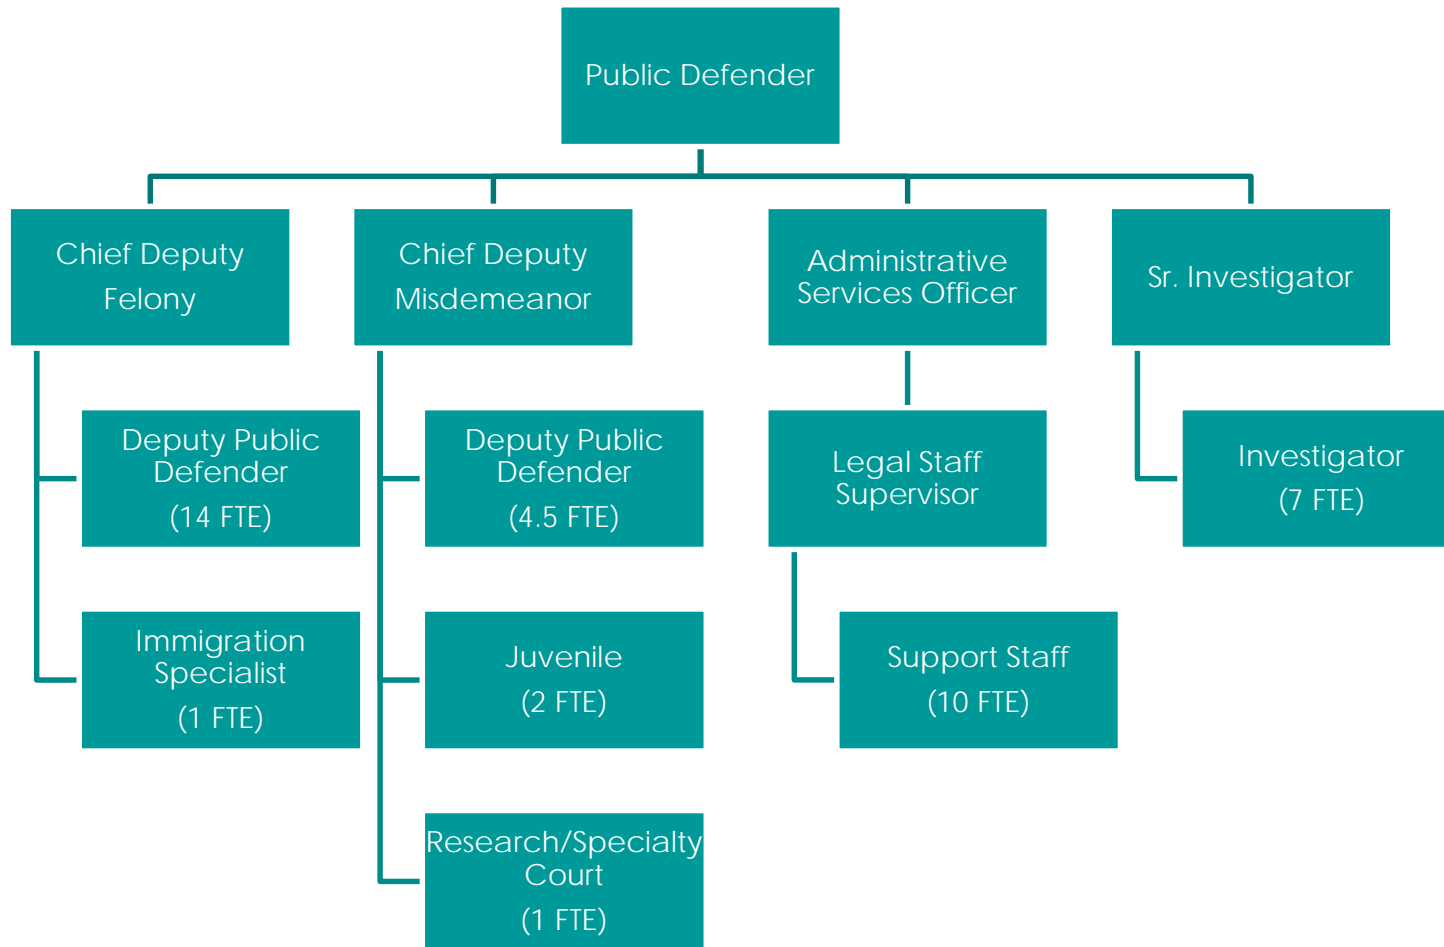 Public Defender
Chief Deputy
Felony
Chief Deputy
Misdemeanor
Administrative
Services Officer
Sr. Investigator
Deputy Public
Defender
(14 FTE)
Deputy Public
Defender
(4.5 FTE)
Legal Staff
Supervisor
Investigator
(7 FTE)
Immigration
Specialist
(1 FTE)
Juvenile
(2 FTE)
Support Staff
(10 FTE)
Research/Specialty
Court
(1 FTE)